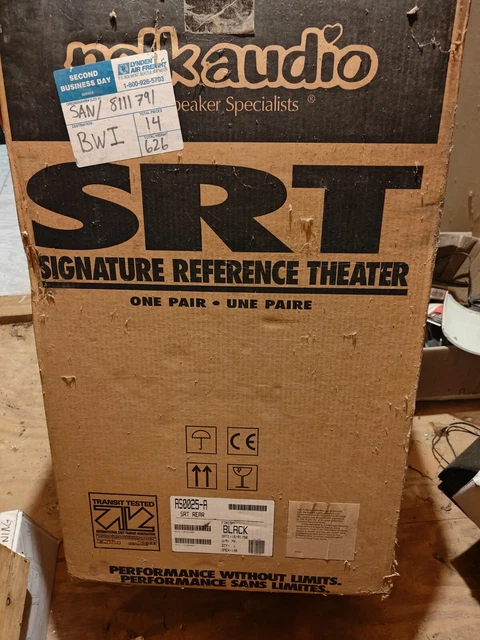 polkaudio
Speaker Specialists ®
SECOND
BUSINESS DAY
LYNDEN
AIR FREIGHT
1-800-926-5703
SAN/ 811179
14
BWI
626
SRT
SIGNATURE REFERENCE THEATER
ONE PAIR • UNE PAIRE
CE
TRANSIT TESTED
AS0025-A
SRT REAR
BLACK
PERFORMANCE WITHOUT LIMITS.
PERFORMANCE SANS LIMITES.